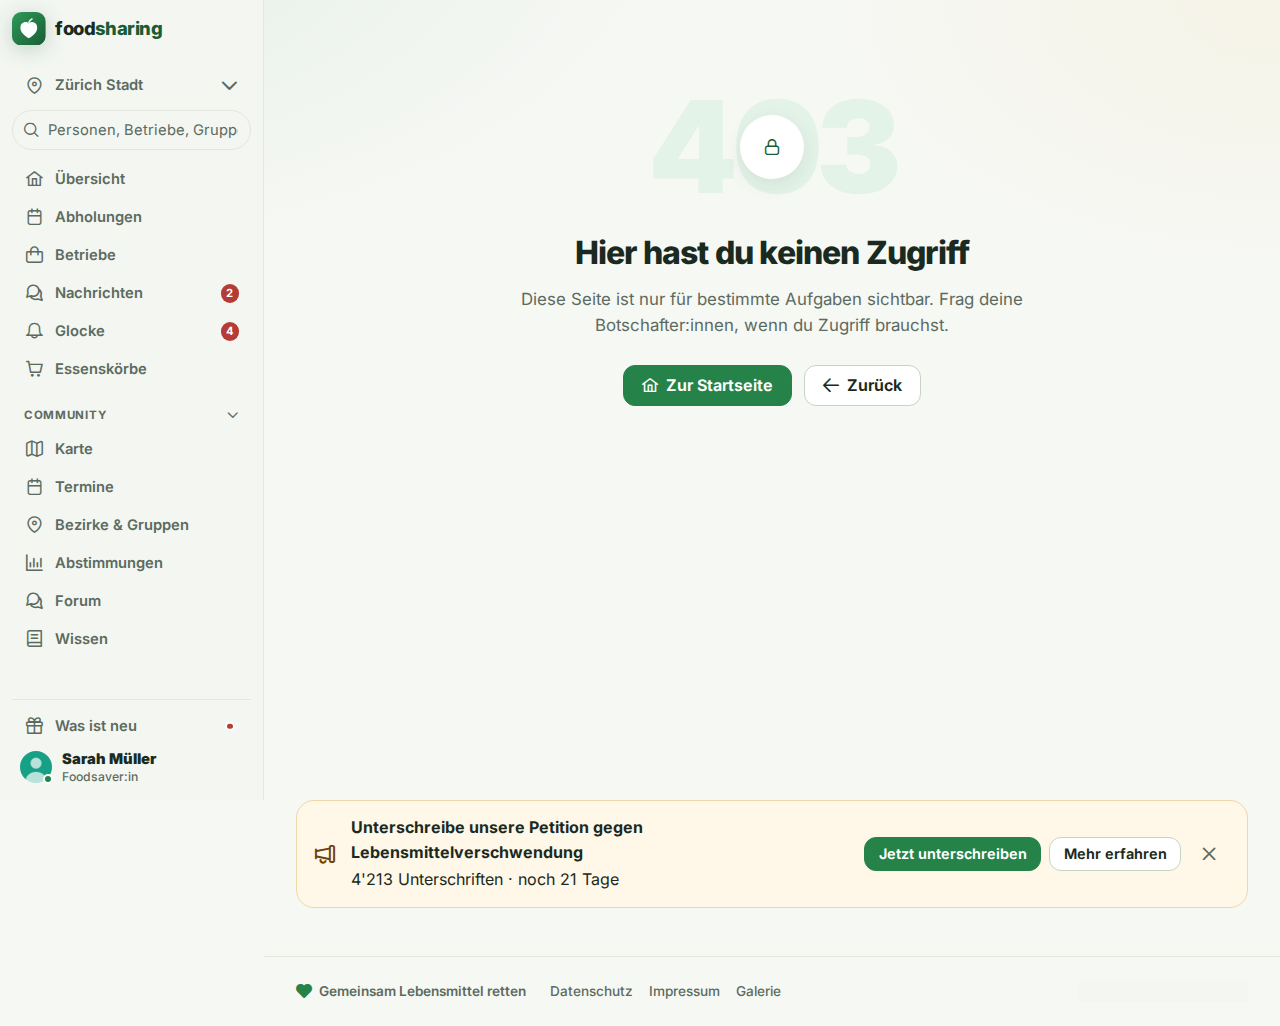 foodsharing
Zürich Stadt
Personen, Betriebe, Grupp
Übersicht
Abholungen
Betriebe
Nachrichten 2
Glocke 4
Essenskörbe
COMMUNITY
Karte
Termine
Bezirke & Gruppen
Abstimmungen
Forum
Wissen
Was ist neu
Sarah Müller
Foodsaver:in
403
Hier hast du keinen Zugriff
Diese Seite ist nur für bestimmte Aufgaben sichtbar. Frag deine
Botschafter:innen, wenn du Zugriff brauchst.
Zur Startseite Zurück
Unterschreibe unsere Petition gegen
Lebensmittelverschwendung
4'213 Unterschriften · noch 21 Tage
Jetzt unterschreiben Mehr erfahren
Gemeinsam Lebensmittel retten Datenschutz Impressum Galerie